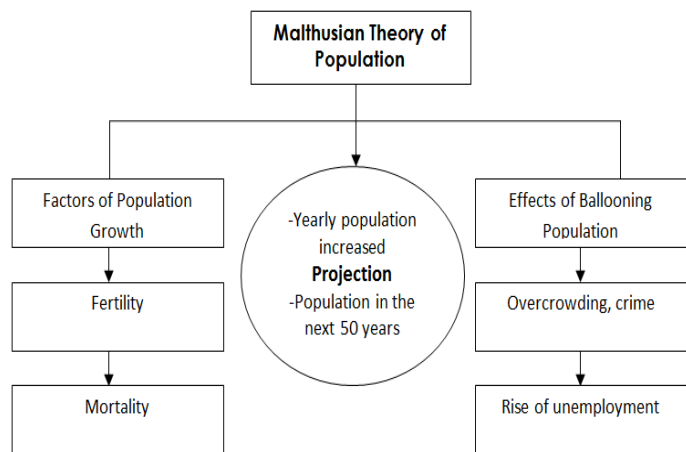 Malthusian Theory of
Population
Factors of Population
Growth
Fertility
Mortality
-Yearly population
increased
Projection
-Population in the
next 50 years
Effects of Ballooning
Population
Overcrowding, crime
Rise of unemployment